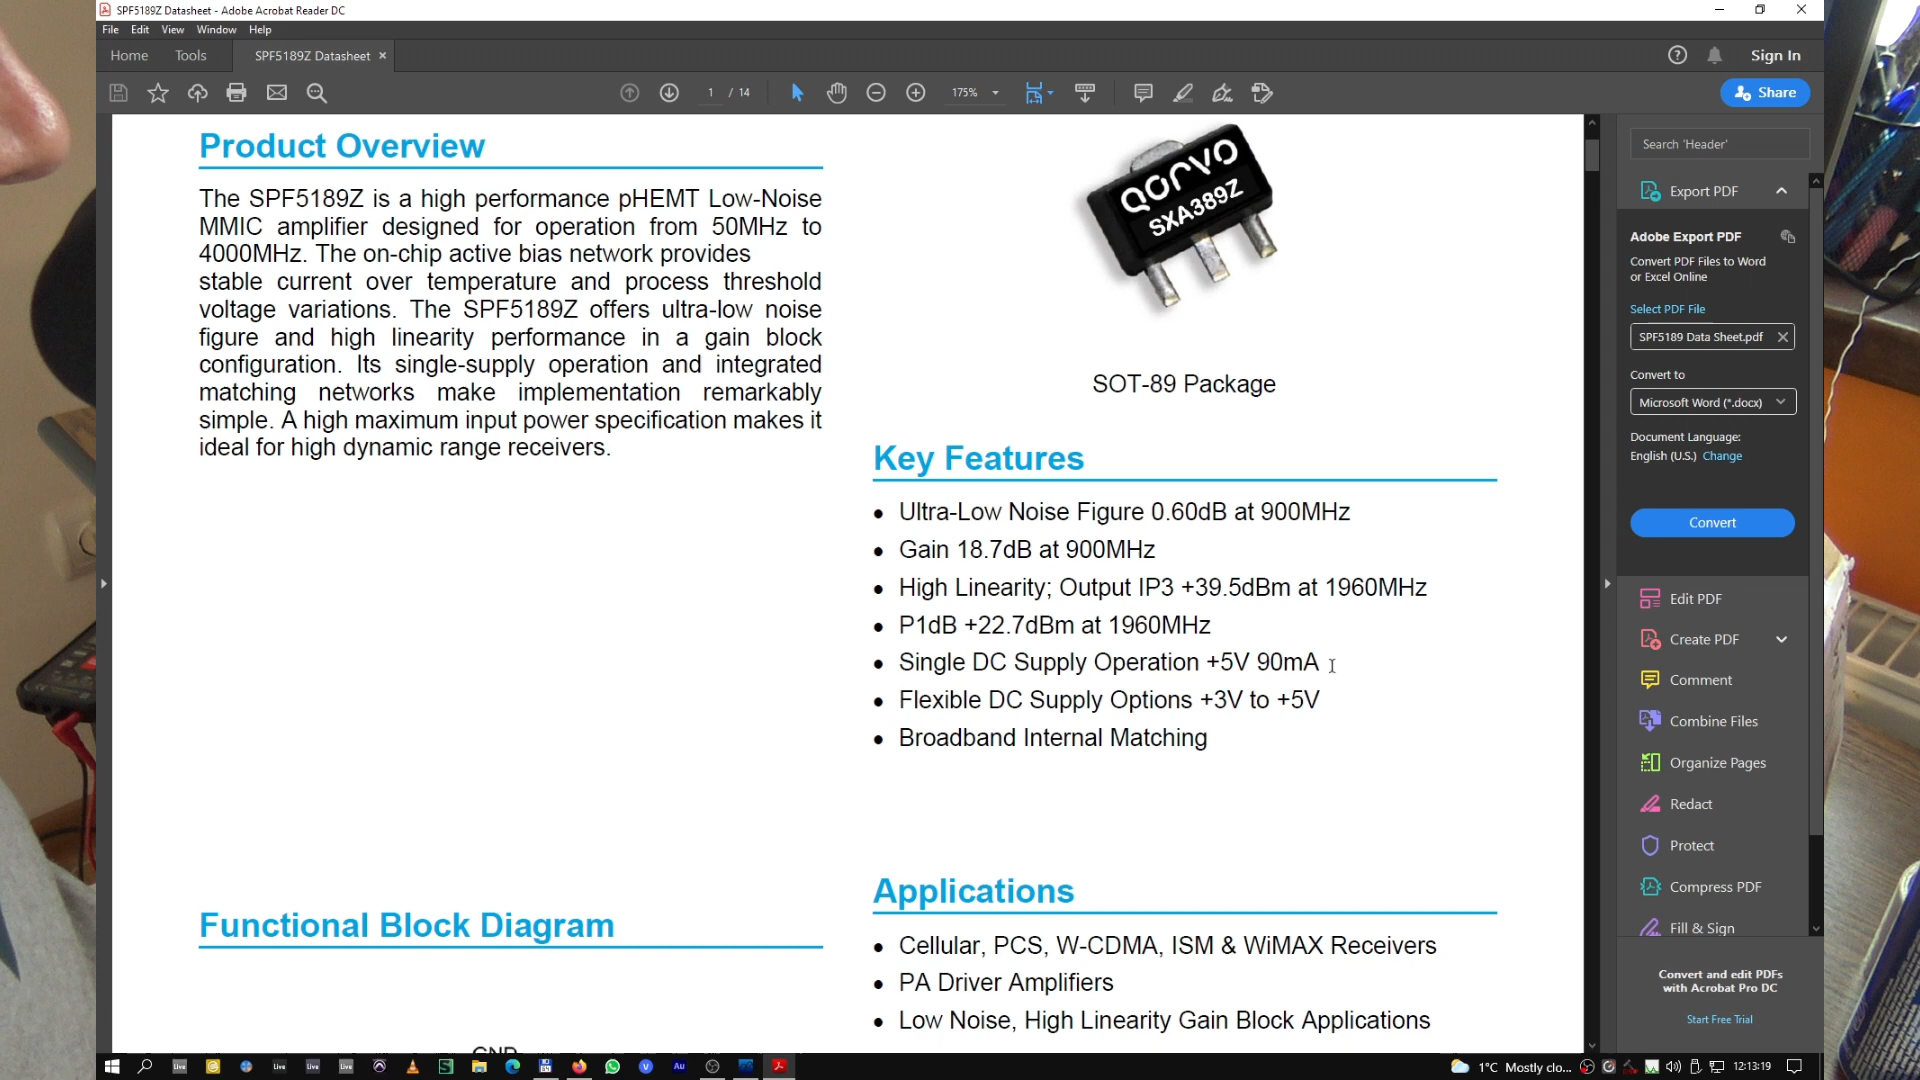 SPF5189Z Datasheet - Adobe Acrobat Reader DC
File Edit View Window Help
Home Tools SPF5189Z Datasheet
Sign In
1 / 14 175% Share
Product Overview
The SPF5189Z is a high performance pHEMT Low-Noise
MMIC amplifier designed for operation from 50MHz to
4000MHz. The on-chip active bias network provides
stable current over temperature and process threshold
voltage variations. The SPF5189Z offers ultra-low noise
figure and high linearity performance in a gain block
configuration. Its single-supply operation and integrated
matching networks make implementation remarkably
simple. A high maximum input power specification makes it
ideal for high dynamic range receivers.
Functional Block Diagram
GND
QORVO
SXA389Z
SOT-89 Package
Key Features
• Ultra-Low Noise Figure 0.60dB at 900MHz
• Gain 18.7dB at 900MHz
• High Linearity; Output IP3 +39.5dBm at 1960MHz
• P1dB +22.7dBm at 1960MHz
• Single DC Supply Operation +5V 90mA
• Flexible DC Supply Options +3V to +5V
• Broadband Internal Matching
Applications
• Cellular, PCS, W-CDMA, ISM & WiMAX Receivers
• PA Driver Amplifiers
• Low Noise, High Linearity Gain Block Applications
Search 'Header'
Export PDF
Adobe Export PDF
Convert PDF Files to Word
or Excel Online
Select PDF File
SPF5189 Data Sheet.pdf
Convert to
Microsoft Word (*.docx)
Document Language:
English (U.S.) Change
Convert
Edit PDF
Create PDF
Comment
Combine Files
Organize Pages
Redact
Protect
Compress PDF
Fill & Sign
Convert and edit PDFs
with Acrobat Pro DC
Start Free Trial
Live Live Live Live Au
1°C Mostly clo... 12:13:19